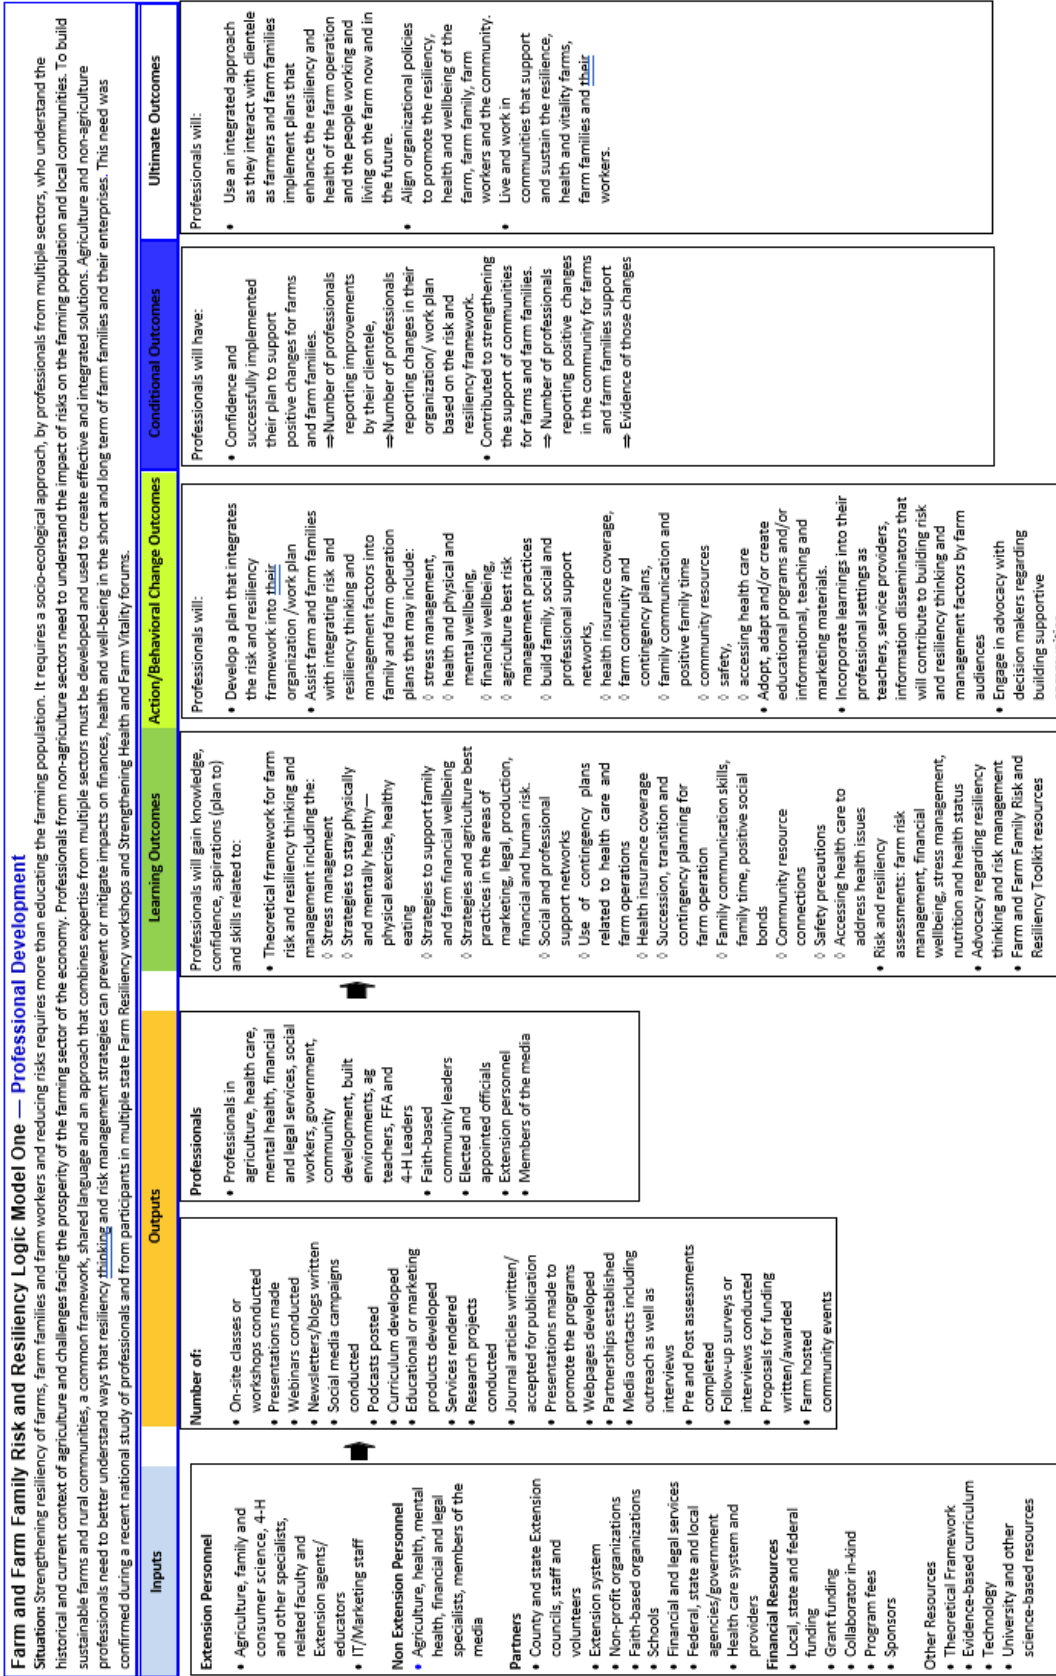 Farm and Farm Family Risk and Resiliency Logic Model One — Professional Development
Situation: Strengthening resiliency of farms, farm families and farm workers and reducing risks requires more than educating the farming population. It requires a socio-ecological approach, by professionals from multiple sectors, who understand the
historical and current context of agriculture and challenges facing the prosperity of the farming sector of the economy. Professionals from non-agriculture sectors need to understand the impact of risks on the farming population and local communities. To build
sustainable farms and rural communities, a common framework, shared language and an approach that combines expertise from multiple sectors must be developed and used to create effective and integrated solutions. Agriculture and non-agriculture
professionals need to better understand ways that resiliency thinking and risk management strategies can prevent or mitigate impacts on finances, health and well-being in the short and long term of farm families and their enterprises. This need was
confirmed during a recent national study of professionals and from participants in multiple state Farm Resiliency workshops and Strengthening Health and Farm Vitality forums.
Inputs
Outputs
Learning Outcomes
Action/Behavioral Change Outcomes
Conditional Outcomes
Ultimate Outcomes
Extension Personnel
• Agriculture, family and
consumer science, 4-H
and other specialists,
related faculty and
Extension agents/
educators
• IT/Marketing staff
Non Extension Personnel
• Agriculture, health, mental
health, financial and legal
specialists, members of the
media
Partners
• County and state Extension
councils, staff and
volunteers
• Extension system
• Non-profit organizations
• Faith-based organizations
• Schools
• Financial and legal services
• Federal, state and local
agencies/government
• Health care system and
providers
Financial Resources
• Local, state and federal
funding
• Grant funding
• Collaborator in-kind
• Program fees
• Sponsors
Other Resources
• Theoretical Framework
Evidence-based curriculum
• Technology
• University and other
science-based resources
Number of:
• On-site classes or
workshops conducted
• Presentations made
• Webinars conducted
• Newsletters/blogs written
• Social media campaigns
conducted
• Podcasts posted
• Curriculum developed
• Educational or marketing
products developed
• Services rendered
• Research projects
conducted
• Journal articles written/
accepted for publication
• Presentations made to
promote the programs
• Webpages developed
• Partnerships established
• Media contacts including
outreach as well as
interviews
• Pre and Post assessments
completed
• Follow-up surveys or
interviews conducted
• Proposals for funding
written/awarded
• Farm hosted
community events
Professionals
• Professionals in
agriculture, health care,
mental health, financial
and legal services, social
workers, government,
community
development, built
environments, ag
teachers, FFA and
4-H Leaders
• Faith-based
community leaders
• Elected and
appointed officials
• Extension personnel
• Members of the media
Professionals will gain knowledge,
confidence, aspirations (plan to)
and skills related to:
• Theoretical framework for farm
risk and resiliency thinking and
management including the:
◊ Stress management
◊ Strategies to stay physically
and mentally healthy—
physical exercise, healthy
eating
◊ Strategies to support family
and farm financial wellbeing
◊ Strategies and agriculture best
practices in the areas of
marketing, legal, production,
financial and human risk.
◊ Social and professional
support networks
◊ Use of contingency plans
related to health care and
farm operations
◊ Health insurance coverage
◊ Succession, transition and
contingency planning for
farm operation
◊ Family communication skills,
family time, positive social
bonds
◊ Community resource
connections
◊ Safety precautions
◊ Accessing health care to
address health issues
• Risk and resiliency
assessments: farm risk
management, financial
wellbeing, stress management,
nutrition and health status
• Advocacy regarding resiliency
thinking and risk management
• Farm and Farm Family Risk and
Resiliency Toolkit resources
Professionals will:
• Develop a plan that integrates
the risk and resiliency
framework into their
organization /work plan
• Assist farm and farm families
with integrating risk and
resiliency thinking and
management factors into
family and farm operation
plans that may include:
◊ stress management,
◊ health and physical and
mental wellbeing,
◊ financial wellbeing,
◊ agriculture best risk
management practices
◊ build family, social and
professional support
networks,
◊ health insurance coverage,
◊ farm continuity and
contingency plans,
◊ family communication and
positive family time
◊ community resources
◊ safety,
◊ accessing health care
• Adopt, adapt and/or create
educational programs and/or
informational, teaching and
marketing materials.
• Incorporate learnings into their
professional settings as
teachers, service providers,
information disseminators that
will contribute to building risk
and resiliency thinking and
management factors by farm
audiences
• Engage in advocacy with
decision makers regarding
building supportive
Professionals will have:
• Confidence and
successfully implemented
their plan to support
positive changes for farms
and farm families.
⇒Number of professionals
reporting improvements
by their clientele,
⇒Number of professionals
reporting changes in their
organization/ work plan
based on the risk and
resiliency framework.
• Contributed to strengthening
the support of communities
for farms and farm families.
⇒ Number of professionals
reporting positive changes
in the community for farms
and farm families support
⇒ Evidence of those changes
Professionals will:
• Use an integrated approach
as they interact with clientele
as farmers and farm families
implement plans that
enhance the resiliency and
health of the farm operation
and the people working and
living on the farm now and in
the future.
• Align organizational policies
to promote the resiliency,
health and wellbeing of the
farm, farm family, farm
workers and the community.
• Live and work in
communities that support
and sustain the resilience,
health and vitality farms,
farm families and their
workers.